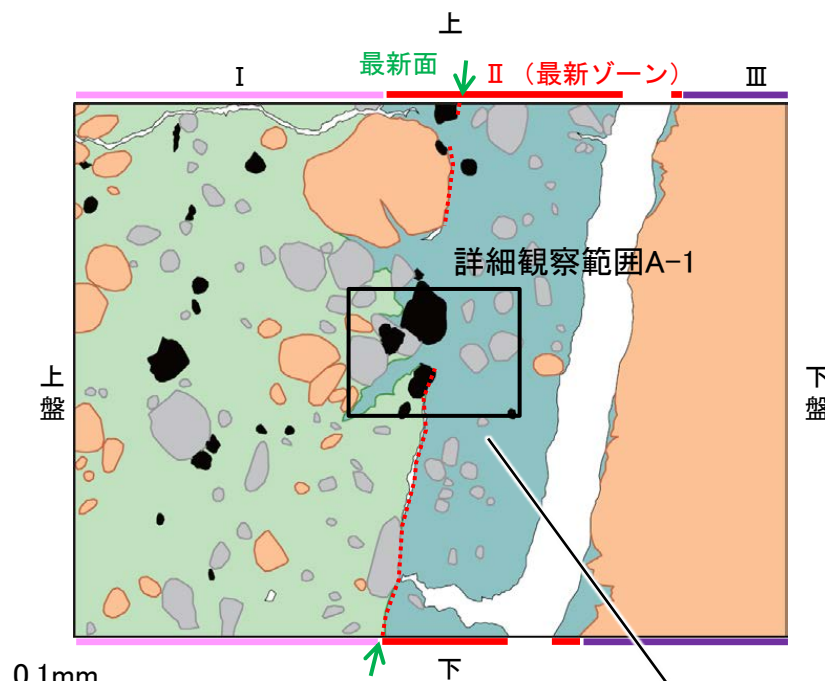 上
Ⅰ
最新面
Ⅱ (最新ゾーン)
Ⅲ
詳細観察範囲A-1
上盤
下盤
0.1mm
下